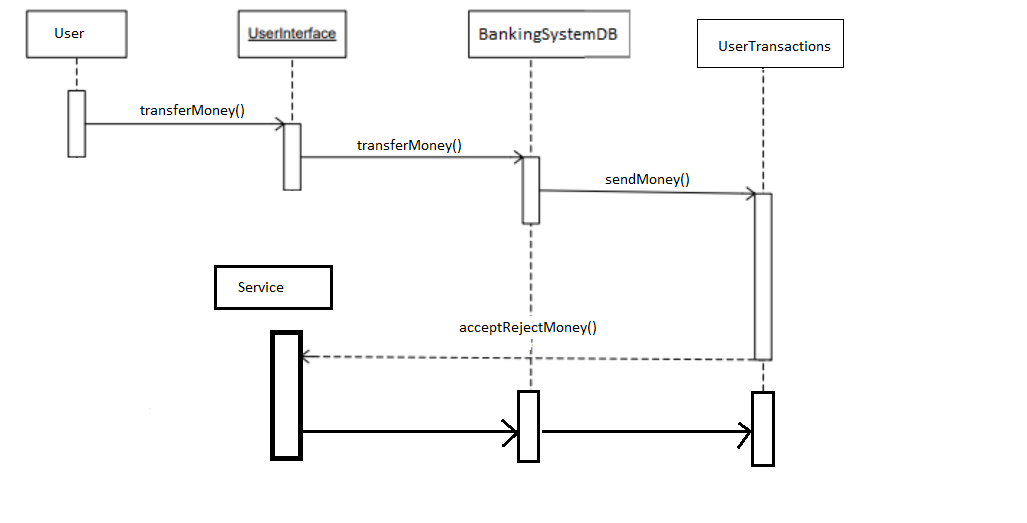 User
UserInterface
BankingSystemDB
UserTransactions
transferMoney()
transferMoney()
sendMoney()
Service
acceptRejectMoney()